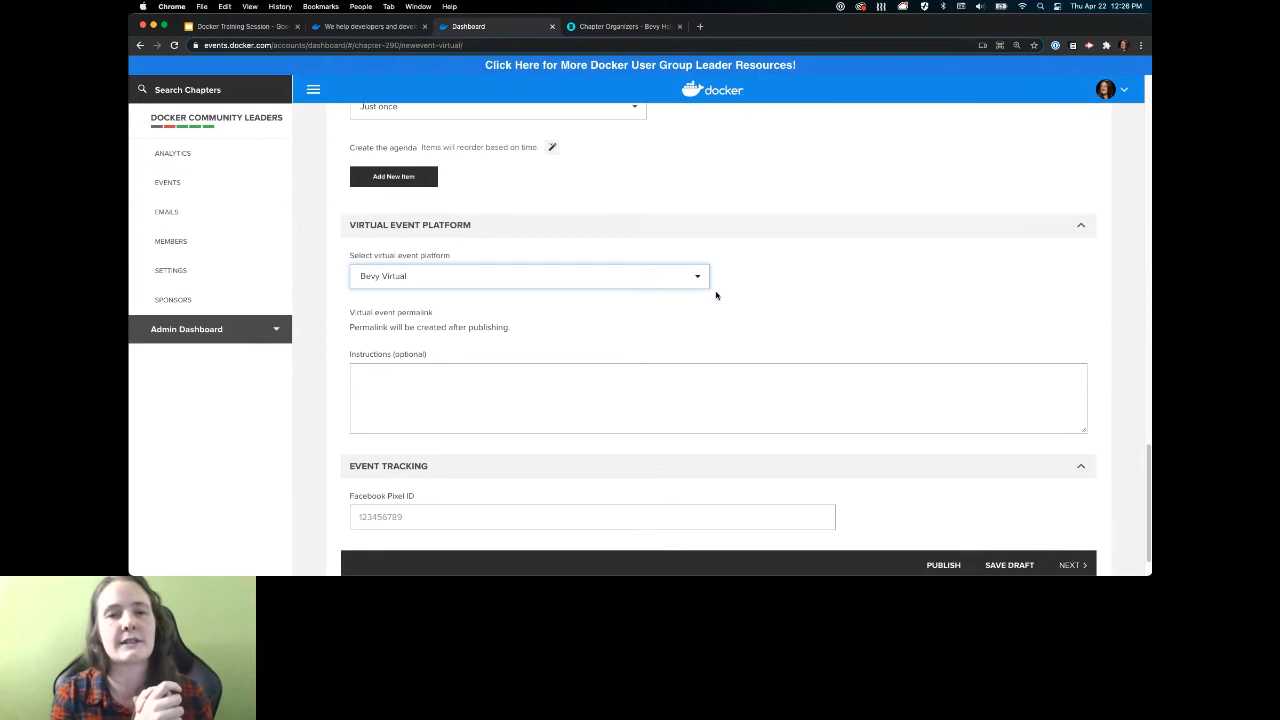 Chrome File Edit View History Bookmarks People Tab Window Help Thu Apr 22 12:26 PM
Docker Training Session - Goo
We help developers and develo
Dashboard
Chapter Organizers - Bevy Hel
events.docker.com/accounts/dashboard/#/chapter-290/newevent-virtual/
Click Here for More Docker User Group Leader Resources!
Search Chapters
docker
DOCKER COMMUNITY LEADERS
ANALYTICS
EVENTS
EMAILS
MEMBERS
SETTINGS
SPONSORS
Admin Dashboard
Just once
Create the agenda Items will reorder based on time.
Add New Item
VIRTUAL EVENT PLATFORM
Select virtual event platform
Bevy Virtual
Virtual event permalink
Permalink will be created after publishing.
Instructions (optional)
EVENT TRACKING
Facebook Pixel ID
123456789
PUBLISH SAVE DRAFT NEXT